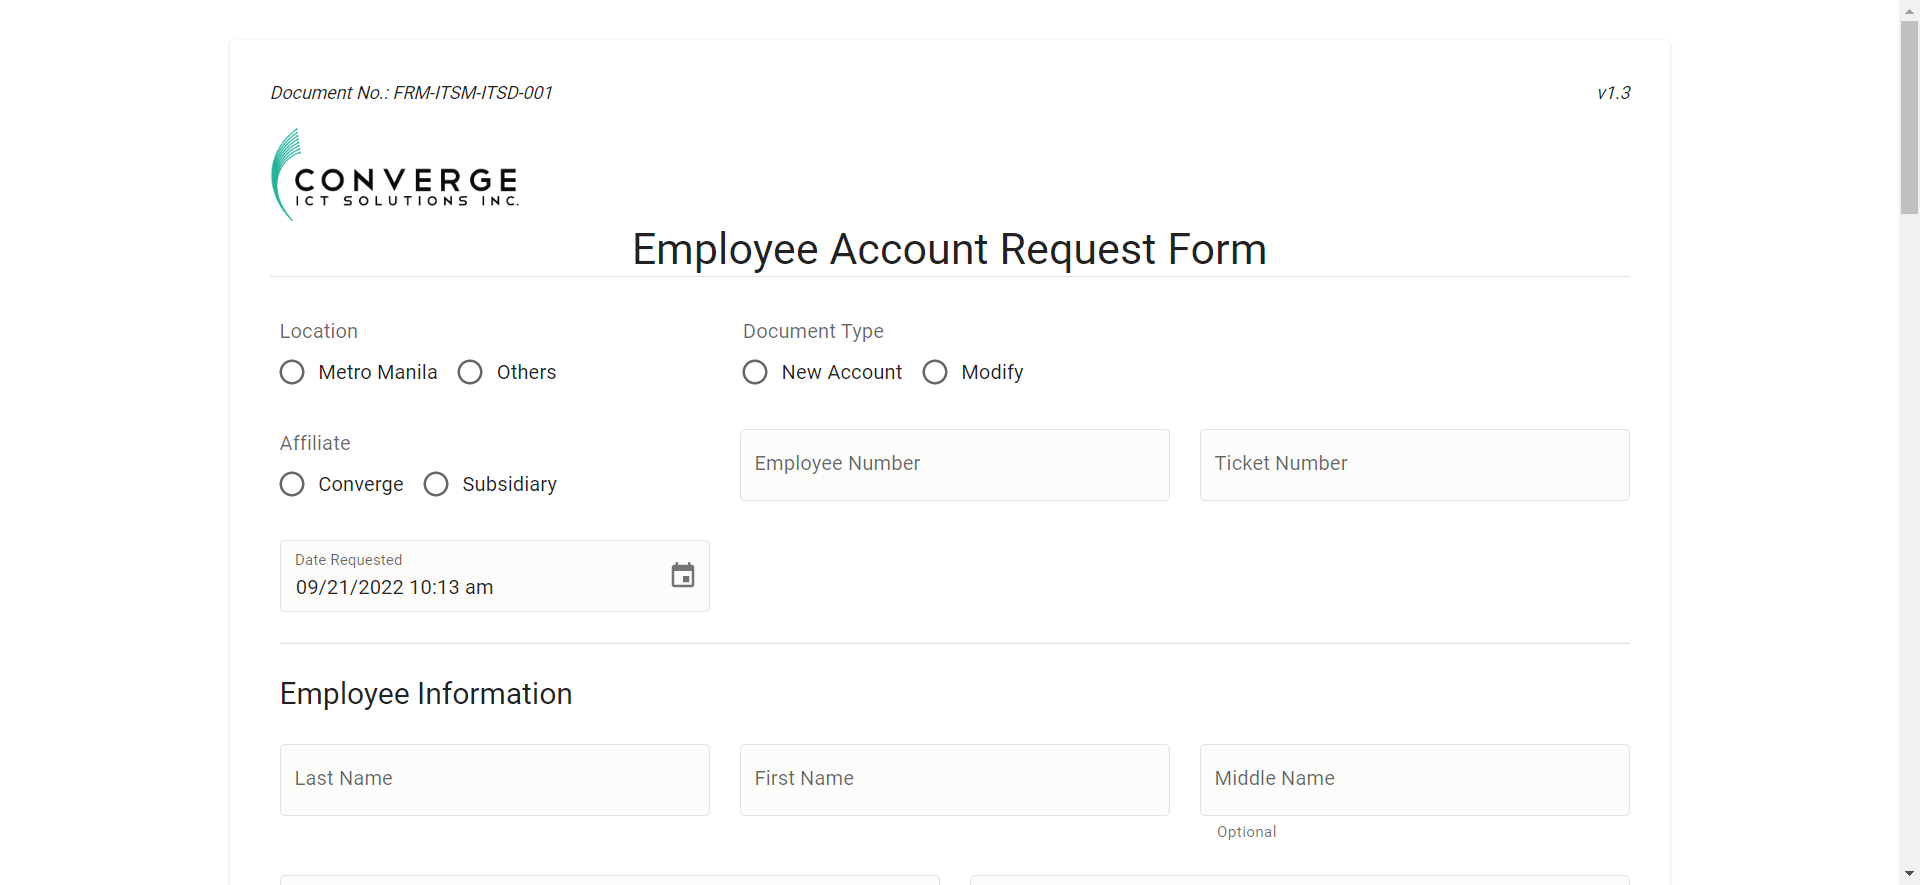 Document No.: FRM-ITSM-ITSD-001 v1.3
CONVERGE
ICT SOLUTIONS INC.
Employee Account Request Form
Location Document Type
Metro Manila Others New Account Modify
Affiliate
Employee Number Ticket Number
Converge Subsidiary
Date Requested
09/21/2022 10:13 am
Employee Information
Last Name First Name Middle Name
Optional